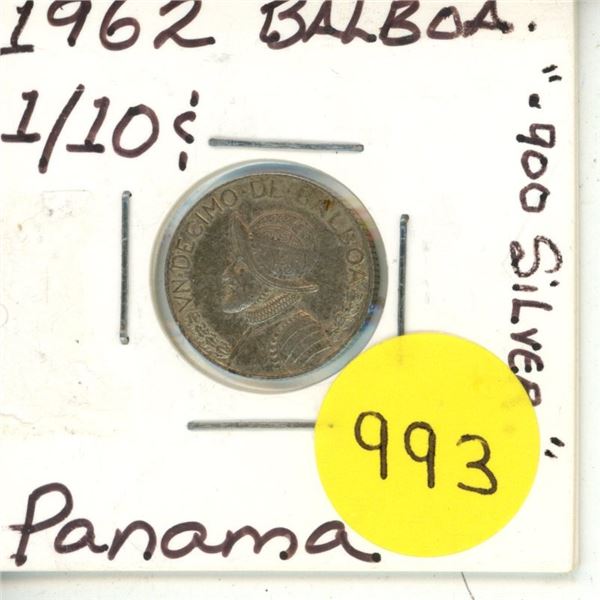 1962 BALBOA.
1/10¢
".900 SILVER"
VN·DECIMO·DE·BALBOA
993
Panama